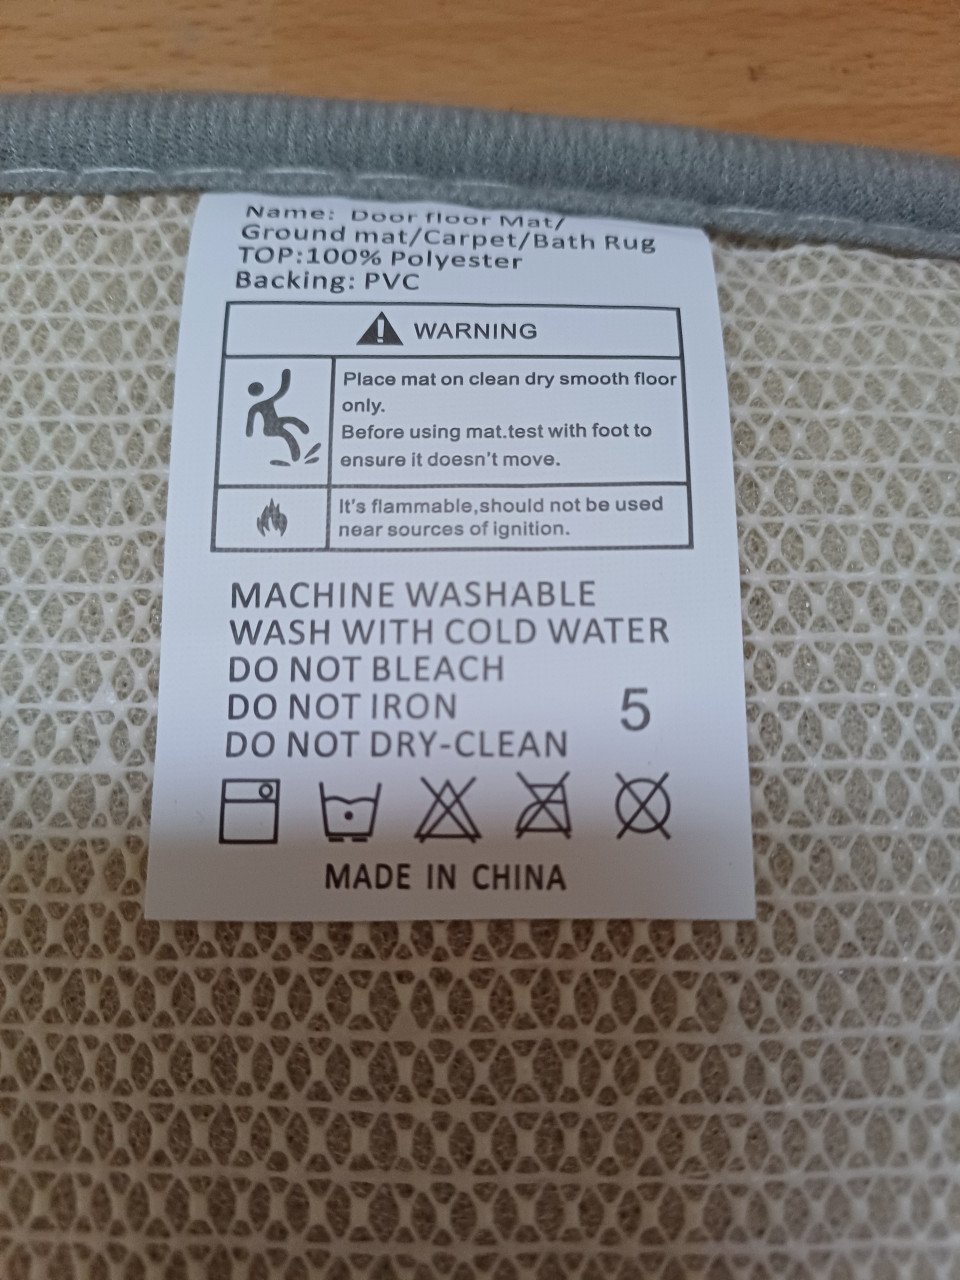 Name: Door floor Mat/
Ground mat/Carpet/Bath Rug
TOP:100% Polyester
Backing: PVC
WARNING
Place mat on clean dry smooth floor
only.
Before using mat.test with foot to
ensure it doesn't move.
It's flammable,should not be used
near sources of ignition.
MACHINE WASHABLE
WASH WITH COLD WATER
DO NOT BLEACH
DO NOT IRON
DO NOT DRY-CLEAN
5
MADE IN CHINA